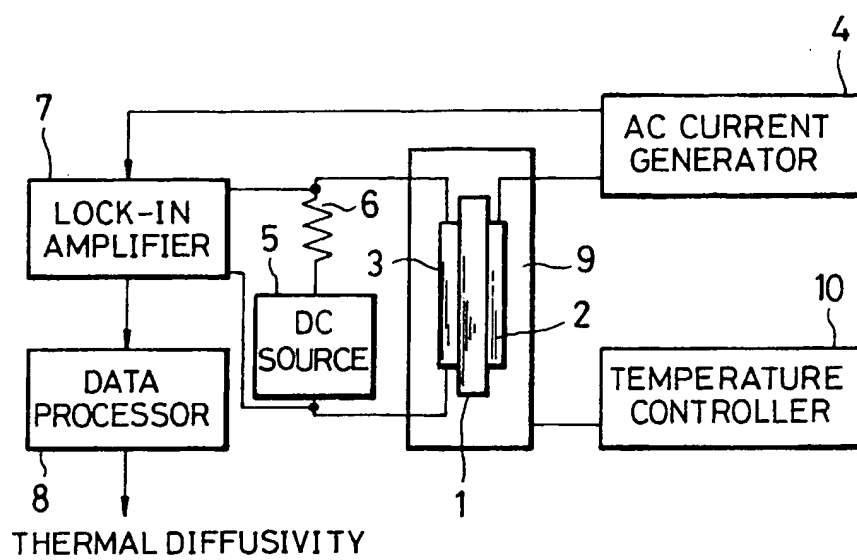 4
AC CURRENT
GENERATOR
7
LOCK-IN
AMPLIFIER
6
5
DC
SOURCE
3
9
2
1
10
TEMPERATURE
CONTROLLER
DATA
PROCESSOR
8
THERMAL DIFFUSIVITY